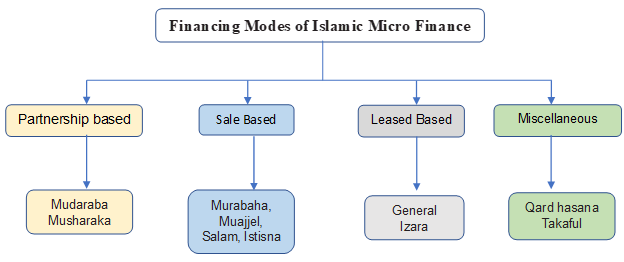 Financing Modes of Islamic Micro Finance
Partnership based
Sale Based
Leased Based
Miscellaneous
Mudaraba
Musharaka
Murabaha,
Muajjel,
Salam, Istisna
General
Izara
Qard hasana
Takaful